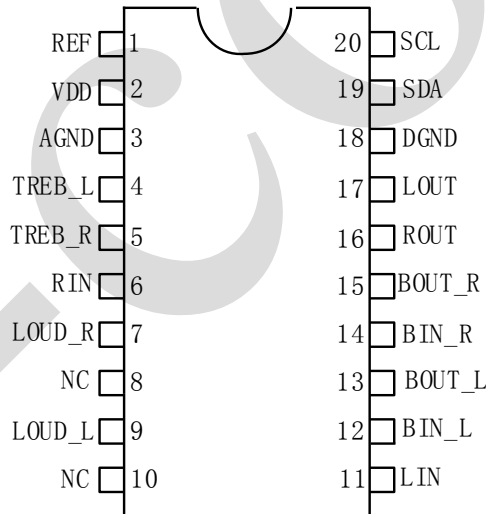 REF 1 20 SCL
VDD 2 19 SDA
AGND 3 18 DGND
TREB_L 4 17 LOUT
TREB_R 5 16 ROUT
RIN 6 15 BOUT_R
LOUD_R 7 14 BIN_R
NC 8 13 BOUT_L
LOUD_L 9 12 BIN_L
NC 10 11 LIN